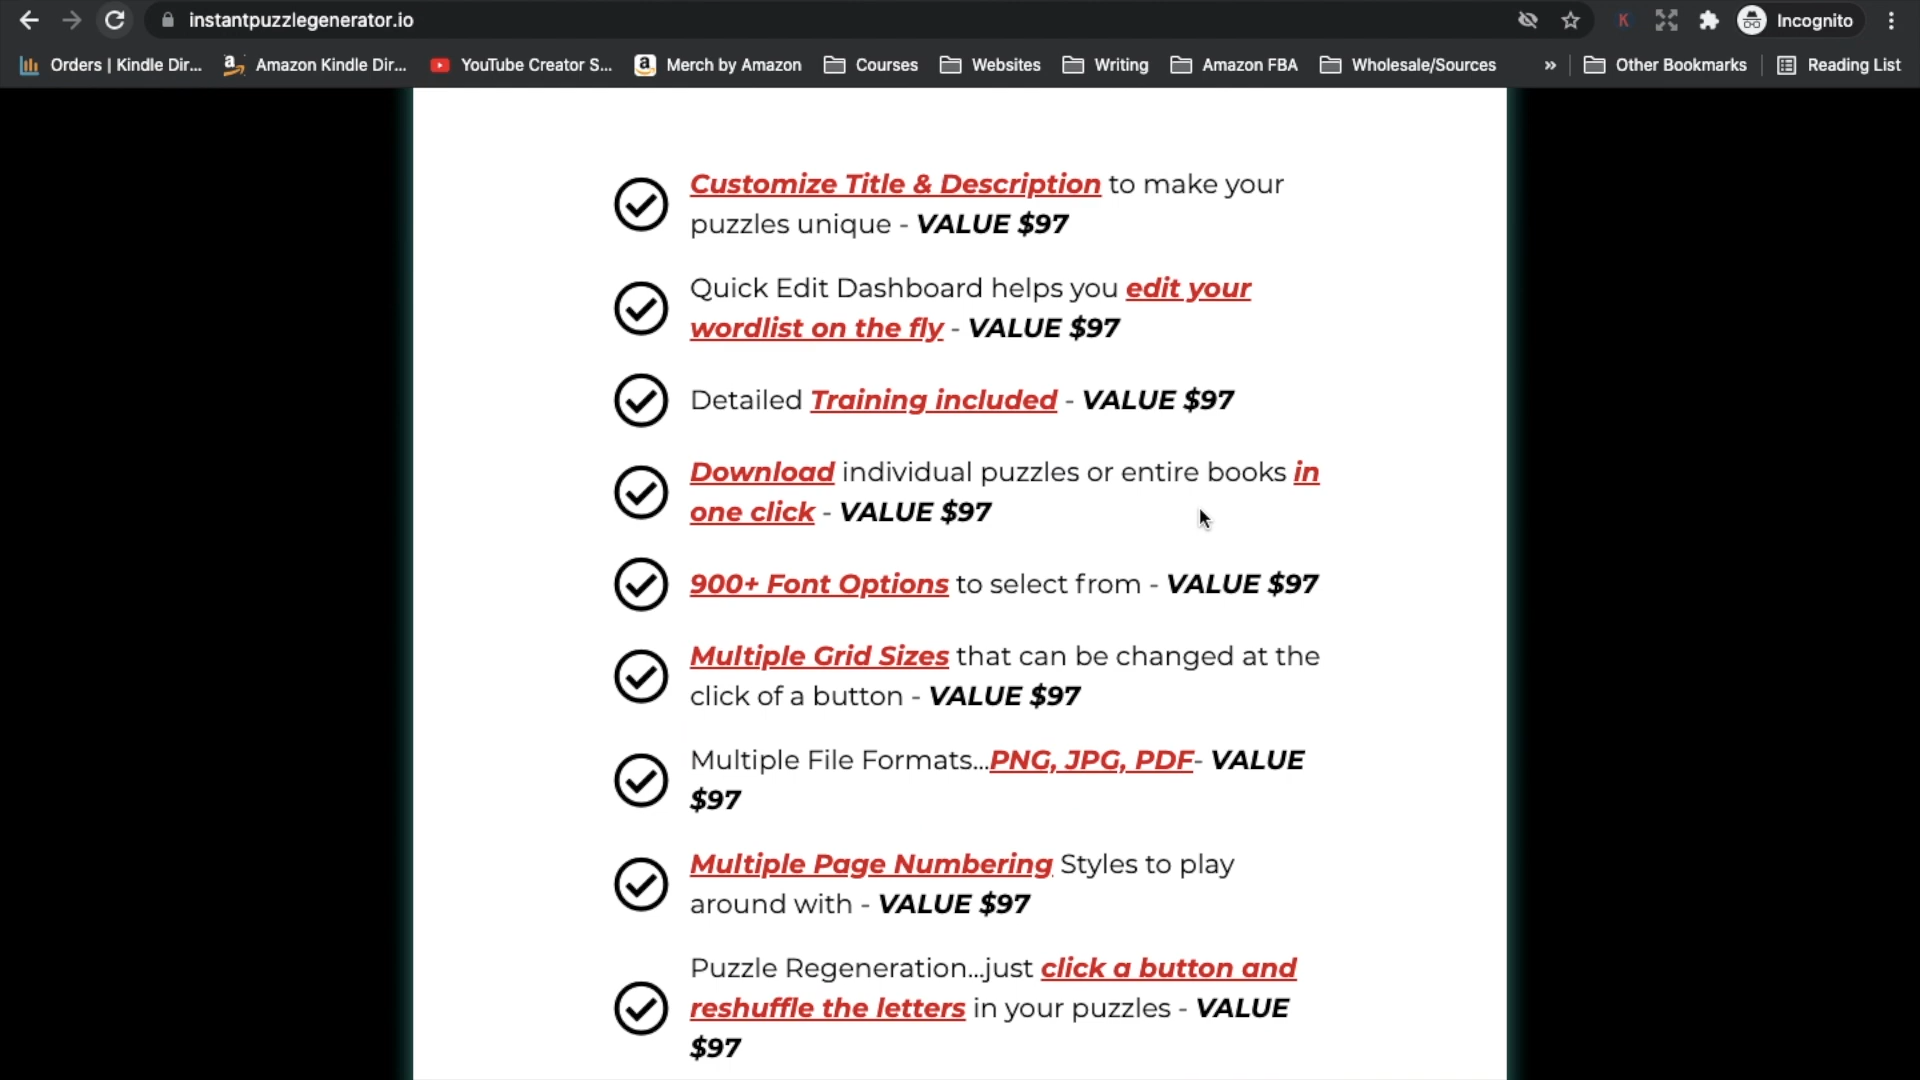 instantpuzzlegenerator.io
K
Incognito
Orders | Kindle Dir...
Amazon Kindle Dir...
YouTube Creator S...
Merch by Amazon
Courses
Websites
Writing
Amazon FBA
Wholesale/Sources
»
Other Bookmarks
Reading List
Customize Title & Description to make your
puzzles unique - VALUE $97
Quick Edit Dashboard helps you edit your
wordlist on the fly - VALUE $97
Detailed Training included - VALUE $97
Download individual puzzles or entire books in
one click - VALUE $97
900+ Font Options to select from - VALUE $97
Multiple Grid Sizes that can be changed at the
click of a button - VALUE $97
Multiple File Formats...PNG, JPG, PDF- VALUE
$97
Multiple Page Numbering Styles to play
around with - VALUE $97
Puzzle Regeneration...just click a button and
reshuffle the letters in your puzzles - VALUE
$97